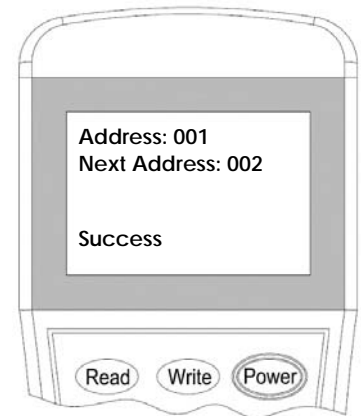 Address: 001
Next Address: 002
Success
Read Write Power